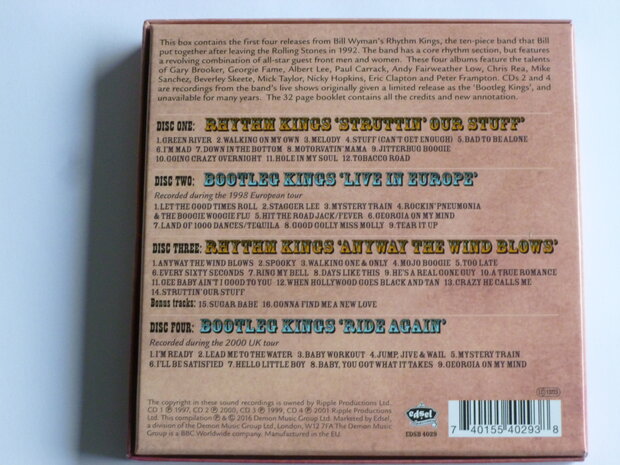 This box contains the first four releases from Bill Wyman's Rhythm Kings, the ten-piece band that Bill
put together after leaving the Rolling Stones in 1992. The band has a core rhythm section, but features
a revolving combination of all-star guest front men and women. These four albums feature the talents
of Gary Brooker, Georgie Fame, Albert Lee, Paul Carrack, Andy Fairweather Low, Chris Rea, Mike
Sanchez, Beverley Skeete, Mick Taylor, Nicky Hopkins, Eric Clapton and Peter Frampton. CDs 2 and 4
are recordings from the band's live shows originally given a limited release as the 'Bootleg Kings', and
unavailable for many years. The 32 page booklet contains all the credits and new annotation.
DISC ONE: RHYTHM KINGS 'STRUTTIN' OUR STUFF'
1. GREEN RIVER 2. WALKING ON MY OWN 3. MELODY 4. STUFF (CAN'T GET ENOUGH) 5. BAD TO BE ALONE
6. I'M MAD 7. DOWN IN THE BOTTOM 8. MOTORVATIN' MAMA 9. JITTERBUG BOOGIE
10. GOING CRAZY OVERNIGHT 11. HOLE IN MY SOUL 12. TOBACCO ROAD
DISC TWO: BOOTLEG KINGS 'LIVE IN EUROPE'
Recorded during the 1998 European tour
1. LET THE GOOD TIMES ROLL 2. STAGGER LEE 3. MYSTERY TRAIN 4. ROCKIN' PNEUMONIA
& THE BOOGIE WOOGIE FLU 5. HIT THE ROAD JACK/FEVER 6. GEORGIA ON MY MIND
7. LAND OF 1000 DANCES/TEQUILA 8. GOOD GOLLY MISS MOLLY 9. TEAR IT UP
DISC THREE: RHYTHM KINGS 'ANYWAY THE WIND BLOWS'
1. ANYWAY THE WIND BLOWS 2. SPOOKY 3. WALKING ONE & ONLY 4. MOJO BOOGIE 5. TOO LATE
6. EVERY SIXTY SECONDS 7. RING MY BELL 8. DAYS LIKE THIS 9. HE'S A REAL GONE GUY 10. A TRUE ROMANCE
11. GEE BABY AIN'T I GOOD TO YOU 12. WHEN HOLLYWOOD GOES BLACK AND TAN 13. CRAZY HE CALLS ME
14. STRUTTIN' OUR STUFF
Bonus tracks: 15. SUGAR BABE 16. GONNA FIND ME A NEW LOVE
DISC FOUR: BOOTLEG KINGS 'RIDE AGAIN'
Recorded during the 2000 UK tour
1. I'M READY 2. LEAD ME TO THE WATER 3. BABY WORKOUT 4. JUMP, JIVE & WAIL 5. MYSTERY TRAIN
6. I'LL BE SATISFIED 7. HELLO LITTLE BOY 8. BABY, YOU GOT WHAT IT TAKES 9. GEORGIA ON MY MIND
The copyright in these sound recordings is owned by Ripple Productions Ltd.
CD 1 ℗ 1997, CD 2 ℗ 2000, CD 3 ℗ 1999, CD 4 ℗ 2001 Ripple Productions Ltd.
This compilation ℗ & © 2016 Demon Music Group Ltd. Marketed by Edsel,
a division of the Demon Music Group Ltd, London, W12 7FA The Demon Music
Group is a BBC Worldwide company. Manufactured in the EU.
edsel
EDSB 4029
7 40155 40293 8